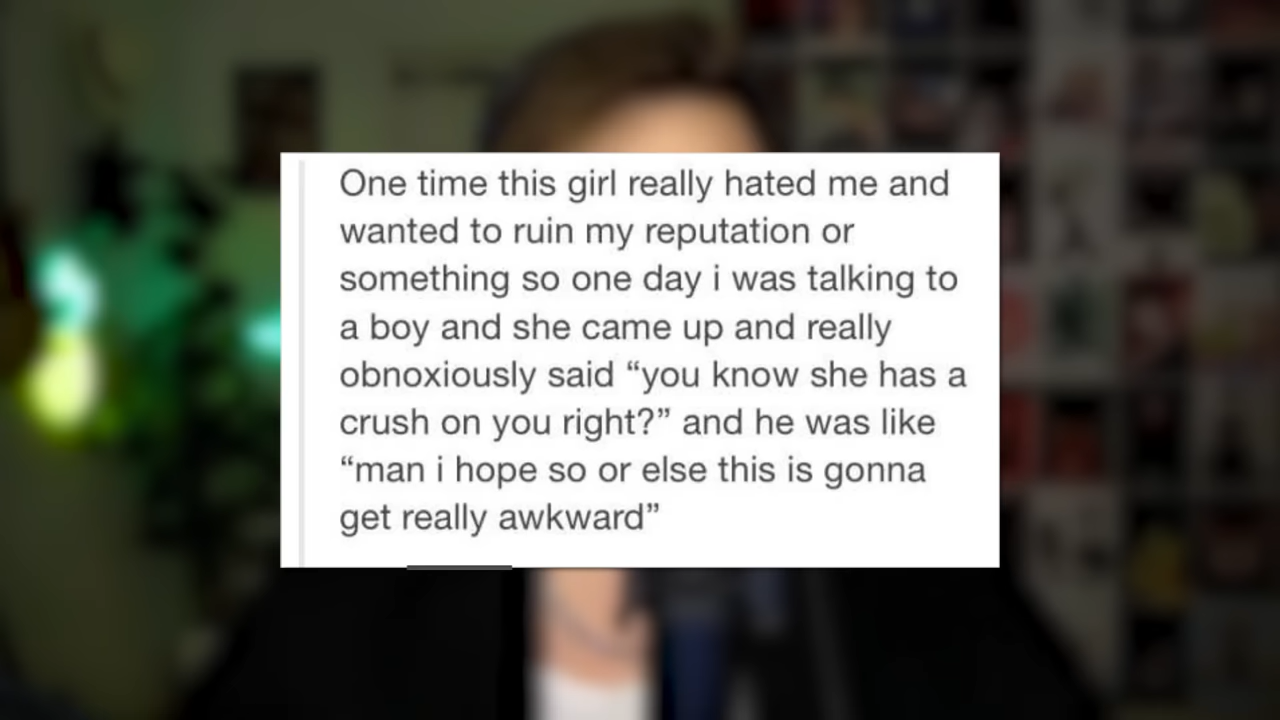 One time this girl really hated me and
wanted to ruin my reputation or
something so one day i was talking to
a boy and she came up and really
obnoxiously said “you know she has a
crush on you right?” and he was like
“man i hope so or else this is gonna
get really awkward”